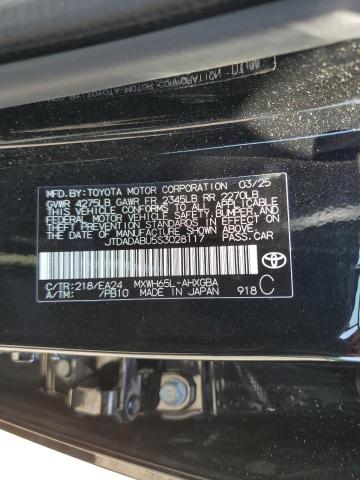 MFD.BY:TOYOTA MOTOR CORPORATION 03/25
GVWR 4275LB GAWR FR 2345LB RR 2270LB
THIS VEHICLE CONFORMS TO ALL APPLICABLE
FEDERAL MOTOR VEHICLE SAFETY, BUMPER, AND
THEFT PREVENTION STANDARDS IN EFFECT ON
THE DATE OF MANUFACTURE SHOWN ABOVE.
JTDADABU5S3028117 PASS.CAR
C/TR:218/EA24 MXWH65L-AHXGBA
A/TM: /PB10 MADE IN JAPAN 918 C
TOYOTA